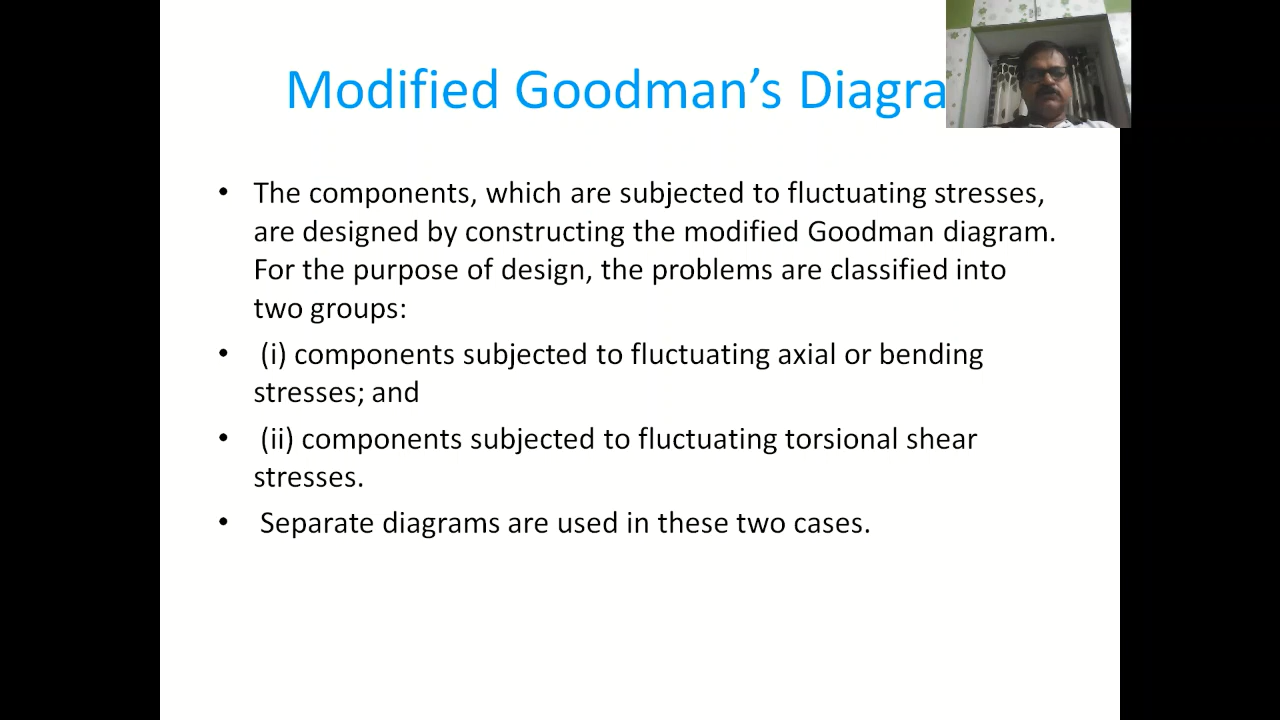 Modified Goodman’s Diagra
• The components, which are subjected to fluctuating stresses,
are designed by constructing the modified Goodman diagram.
For the purpose of design, the problems are classified into
two groups:
• (i) components subjected to fluctuating axial or bending
stresses; and
• (ii) components subjected to fluctuating torsional shear
stresses.
• Separate diagrams are used in these two cases.